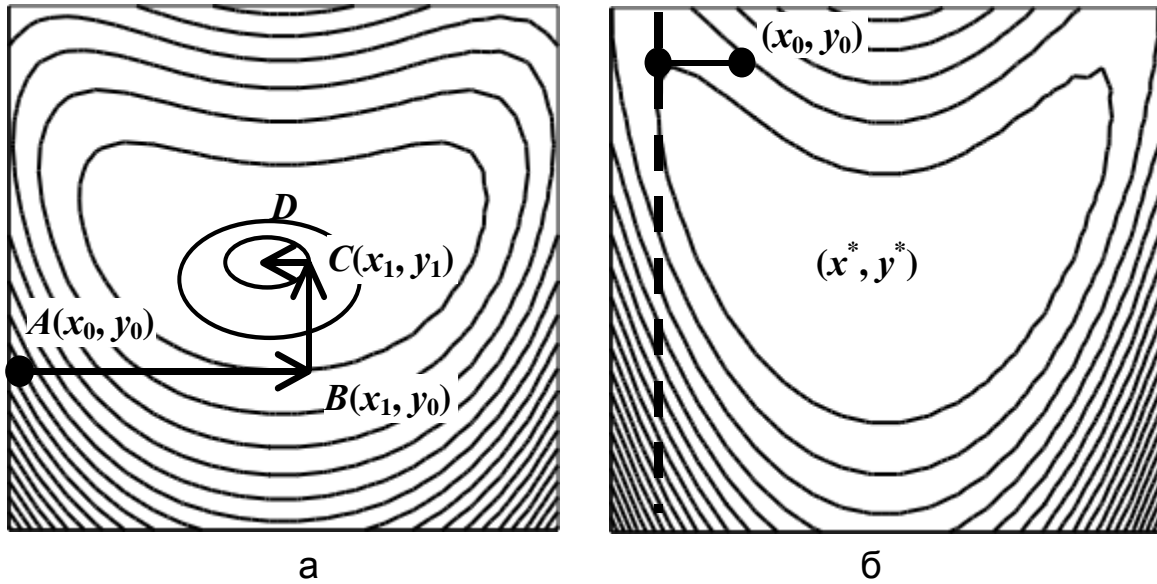 D
C(x₁, y₁)
A(x₀, y₀)
B(x₁, y₀)
а
(x₀, y₀)
(x*, y*)
б